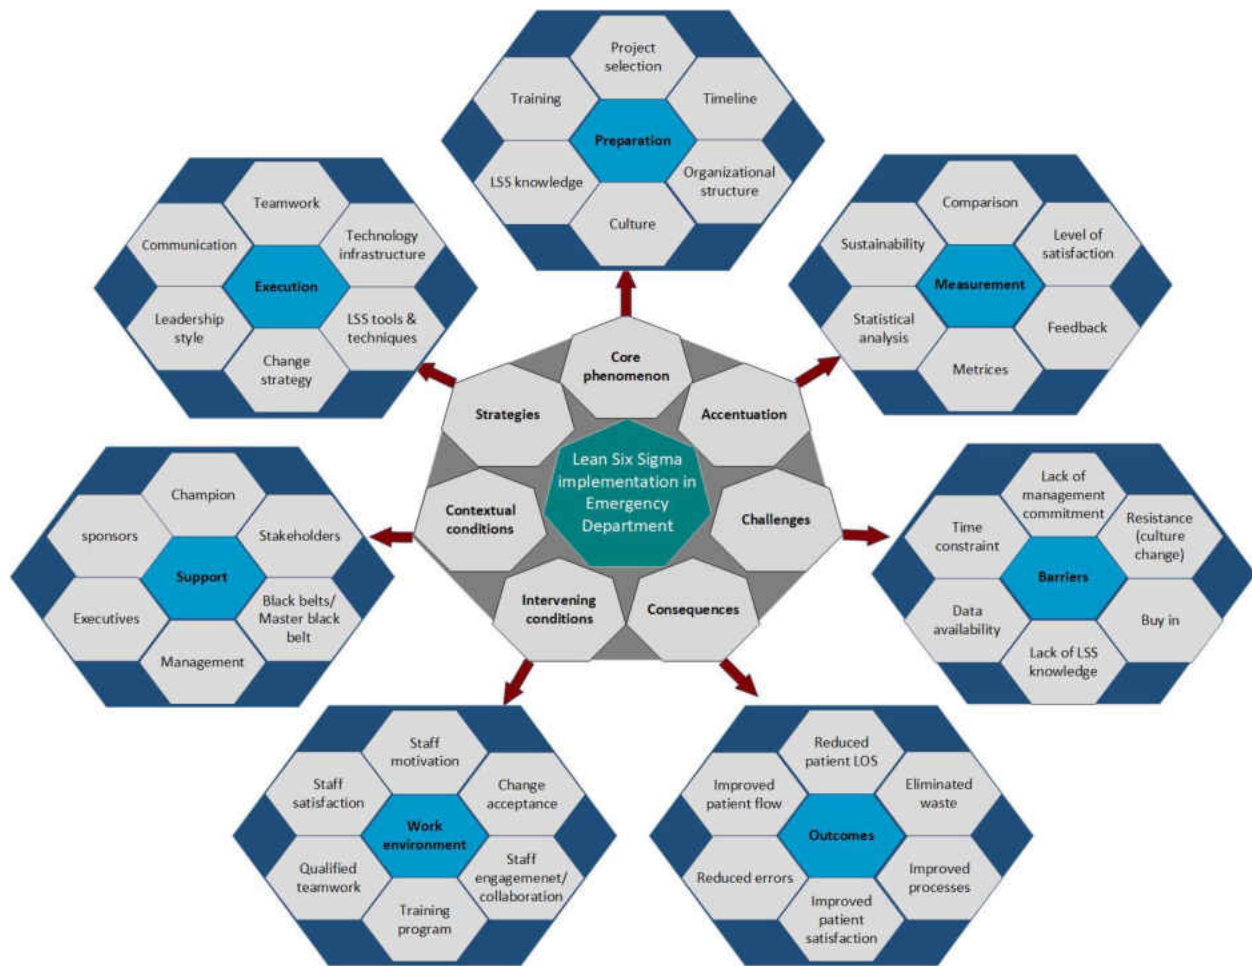 Project
selection
Training
Timeline
Preparation
LSS knowledge
Organizational
structure
Culture
Teamwork
Communication
Technology
infrastructure
Execution
Leadership
style
LSS tools &
techniques
Change
strategy
Comparison
Sustainability
Level of
satisfaction
Measurement
Statistical
analysis
Feedback
Metrices
Core
phenomenon
Strategies
Accentuation
Lean Six Sigma
implementation in
Emergency
Department
Contextual
conditions
Challenges
Intervening
conditions
Consequences
Champion
sponsors
Stakeholders
Support
Executives
Black belts/
Master black
belt
Management
Lack of
management
commitment
Time
constraint
Resistance
(culture
change)
Barriers
Data
availability
Buy in
Lack of LSS
knowledge
Staff
motivation
Staff
satisfaction
Change
acceptance
Work
environment
Qualified
teamwork
Staff
engagemenet/
collaboration
Training
program
Reduced
patient LOS
Improved
patient flow
Eliminated
waste
Outcomes
Reduced errors
Improved
processes
Improved
patient
satisfaction